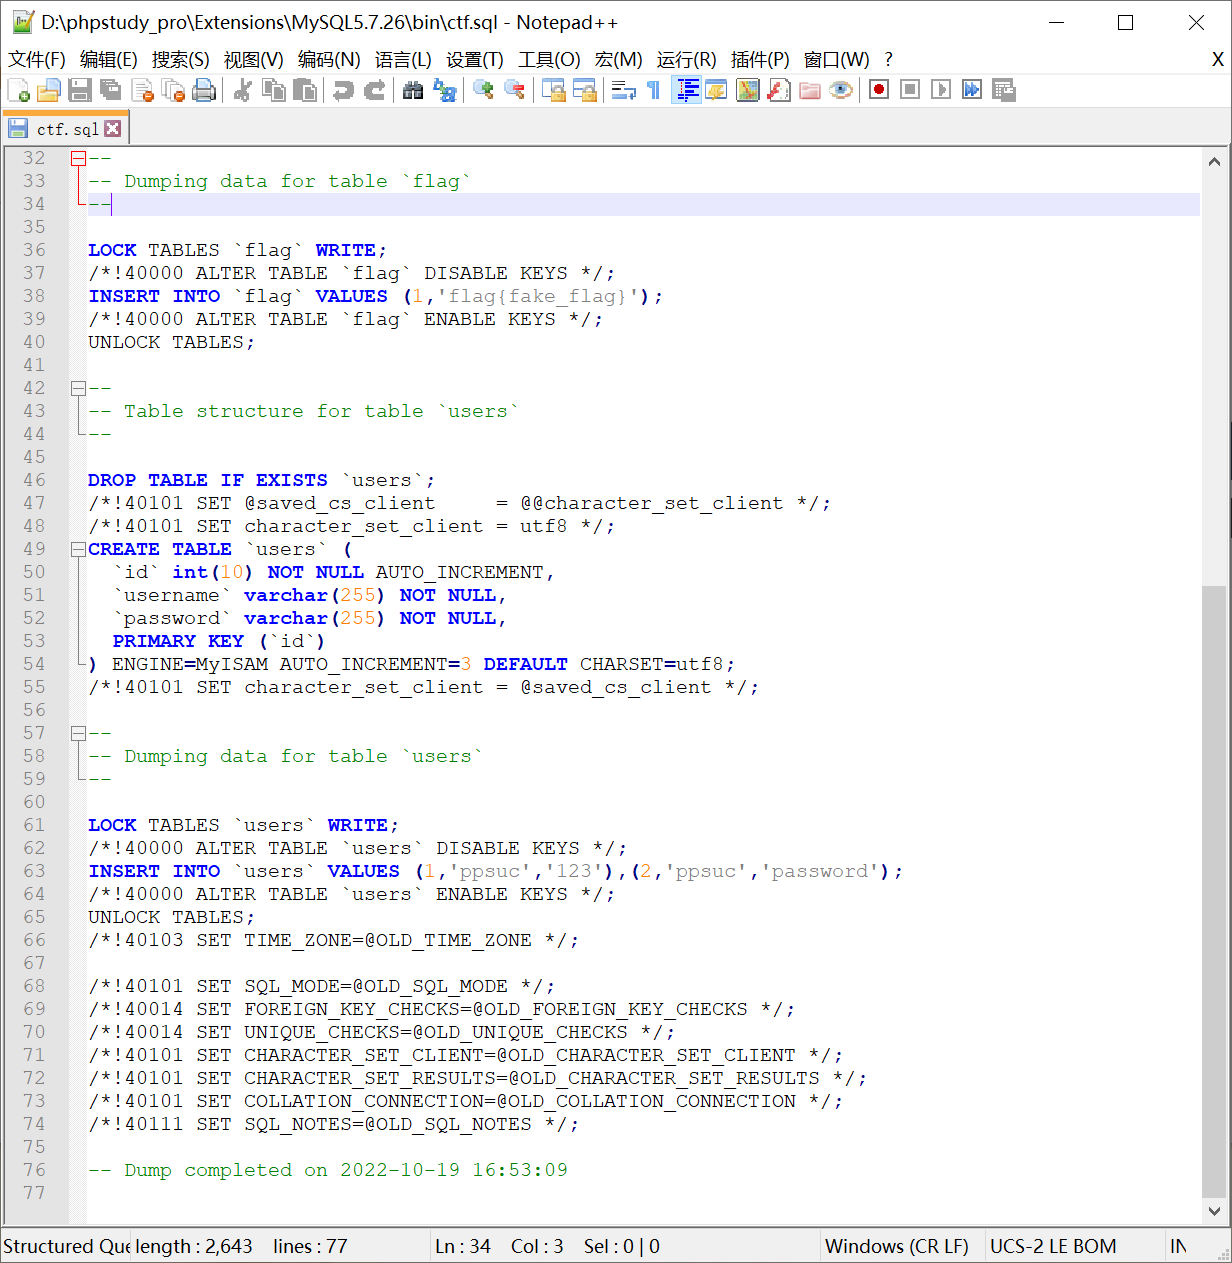 D:\phpstudy_pro\Extensions\MySQL5.7.26\bin\ctf.sql - Notepad++
文件(F) 编辑(E) 搜索(S) 视图(V) 编码(N) 语言(L) 设置(T) 工具(O) 宏(M) 运行(R) 插件(P) 窗口(W) ? X
ctf.sql
32 --
33 -- Dumping data for table `flag`
34 --
35
36 LOCK TABLES `flag` WRITE;
37 /*!40000 ALTER TABLE `flag` DISABLE KEYS */;
38 INSERT INTO `flag` VALUES (1,'flag{fake_flag}');
39 /*!40000 ALTER TABLE `flag` ENABLE KEYS */;
40 UNLOCK TABLES;
41
42 --
43 -- Table structure for table `users`
44 --
45
46 DROP TABLE IF EXISTS `users`;
47 /*!40101 SET @saved_cs_client     = @@character_set_client */;
48 /*!40101 SET character_set_client = utf8 */;
49 CREATE TABLE `users` (
50   `id` int(10) NOT NULL AUTO_INCREMENT,
51   `username` varchar(255) NOT NULL,
52   `password` varchar(255) NOT NULL,
53   PRIMARY KEY (`id`)
54 ) ENGINE=MyISAM AUTO_INCREMENT=3 DEFAULT CHARSET=utf8;
55 /*!40101 SET character_set_client = @saved_cs_client */;
56
57 --
58 -- Dumping data for table `users`
59 --
60
61 LOCK TABLES `users` WRITE;
62 /*!40000 ALTER TABLE `users` DISABLE KEYS */;
63 INSERT INTO `users` VALUES (1,'ppsuc','123'),(2,'ppsuc','password');
64 /*!40000 ALTER TABLE `users` ENABLE KEYS */;
65 UNLOCK TABLES;
66 /*!40103 SET TIME_ZONE=@OLD_TIME_ZONE */;
67
68 /*!40101 SET SQL_MODE=@OLD_SQL_MODE */;
69 /*!40014 SET FOREIGN_KEY_CHECKS=@OLD_FOREIGN_KEY_CHECKS */;
70 /*!40014 SET UNIQUE_CHECKS=@OLD_UNIQUE_CHECKS */;
71 /*!40101 SET CHARACTER_SET_CLIENT=@OLD_CHARACTER_SET_CLIENT */;
72 /*!40101 SET CHARACTER_SET_RESULTS=@OLD_CHARACTER_SET_RESULTS */;
73 /*!40101 SET COLLATION_CONNECTION=@OLD_COLLATION_CONNECTION */;
74 /*!40111 SET SQL_NOTES=@OLD_SQL_NOTES */;
75
76 -- Dump completed on 2022-10-19 16:53:09
77
Structured Que length : 2,643 lines : 77 Ln : 34 Col : 3 Sel : 0 | 0 Windows (CR LF) UCS-2 LE BOM IN